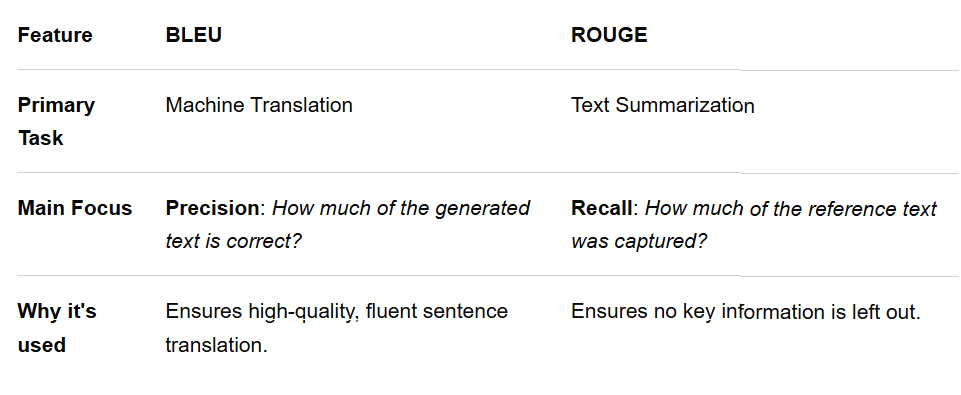 Feature BLEU ROUGE
Primary Task Machine Translation Text Summarization
Main Focus Precision: How much of the generated text is correct? Recall: How much of the reference text was captured?
Why it's used Ensures high-quality, fluent sentence translation. Ensures no key information is left out.